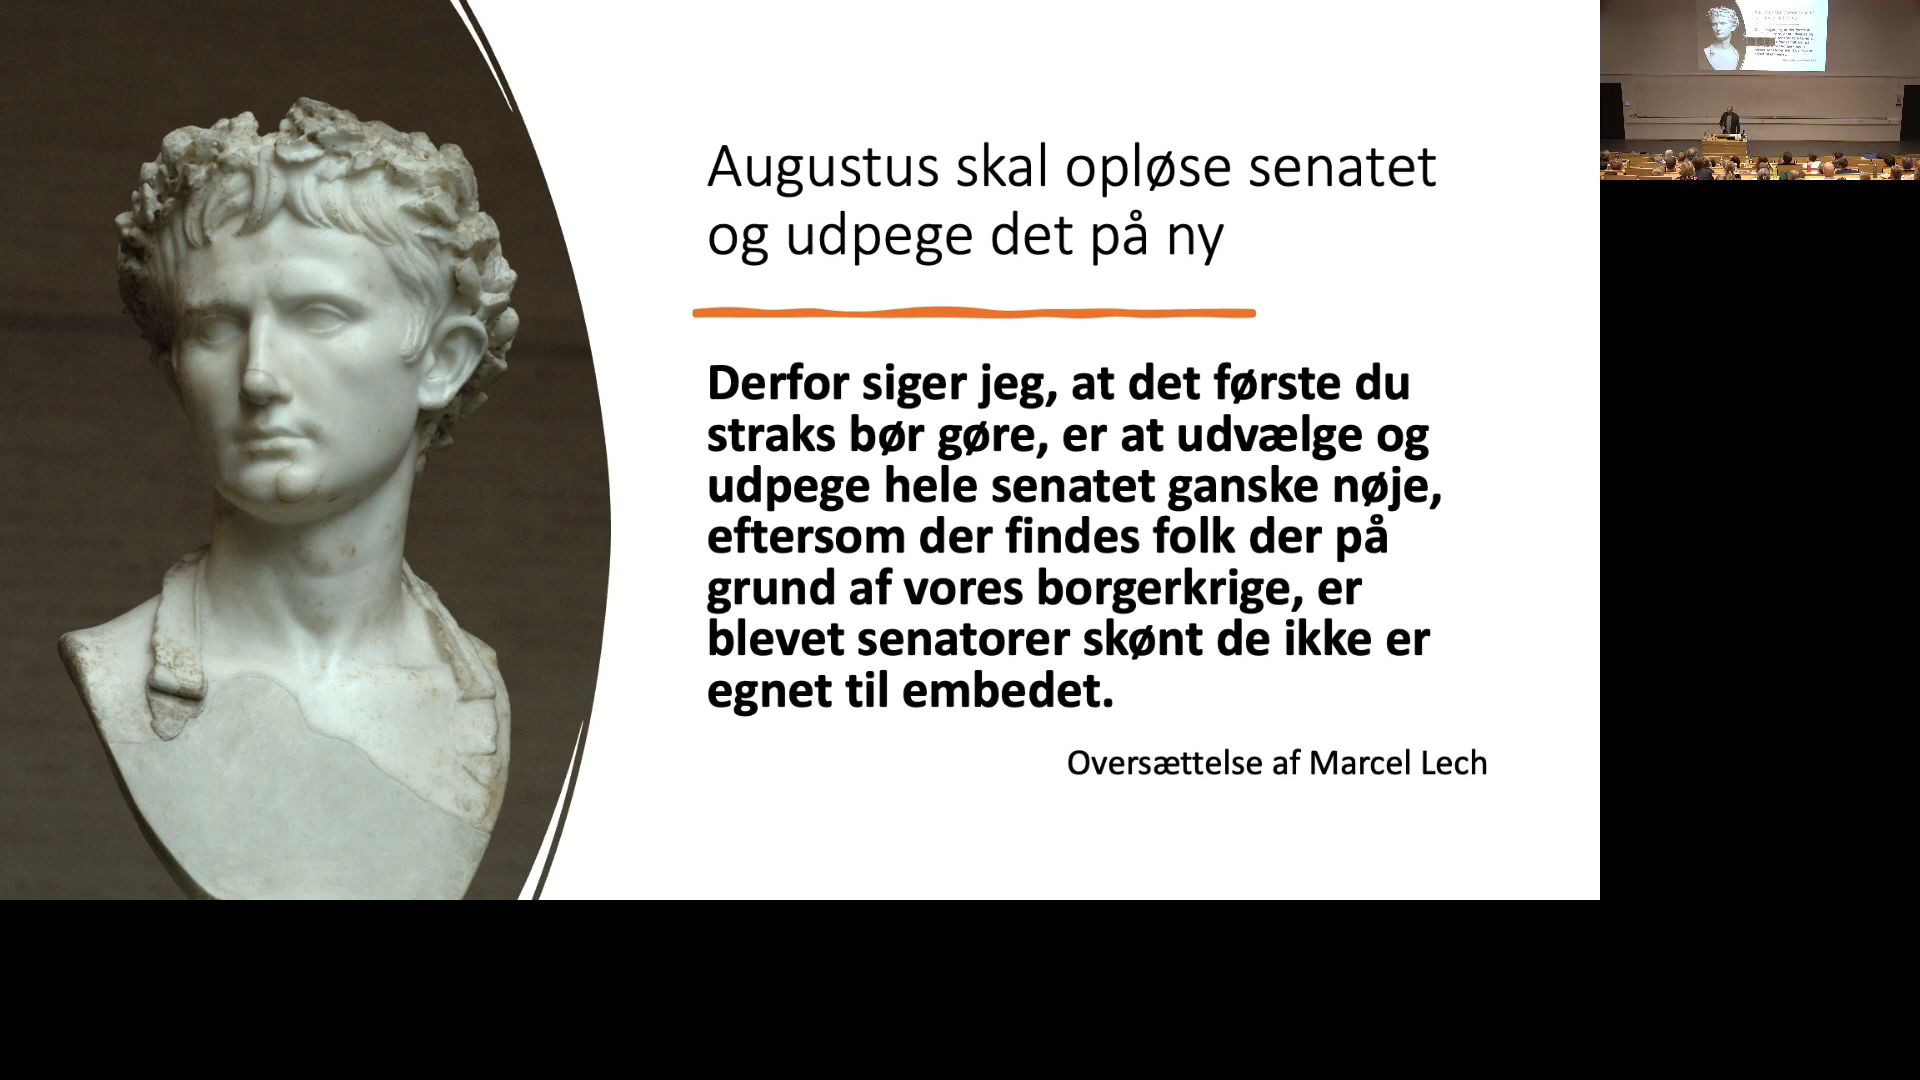 Augustus skal opløse senatet
og udpege det på ny
Derfor siger jeg, at det første du
straks bør gøre, er at udvælge og
udpege hele senatet ganske nøje,
eftersom der findes folk der på
grund af vores borgerkrige, er
blevet senatorer skønt de ikke er
egnet til embedet.
Oversættelse af Marcel Lech